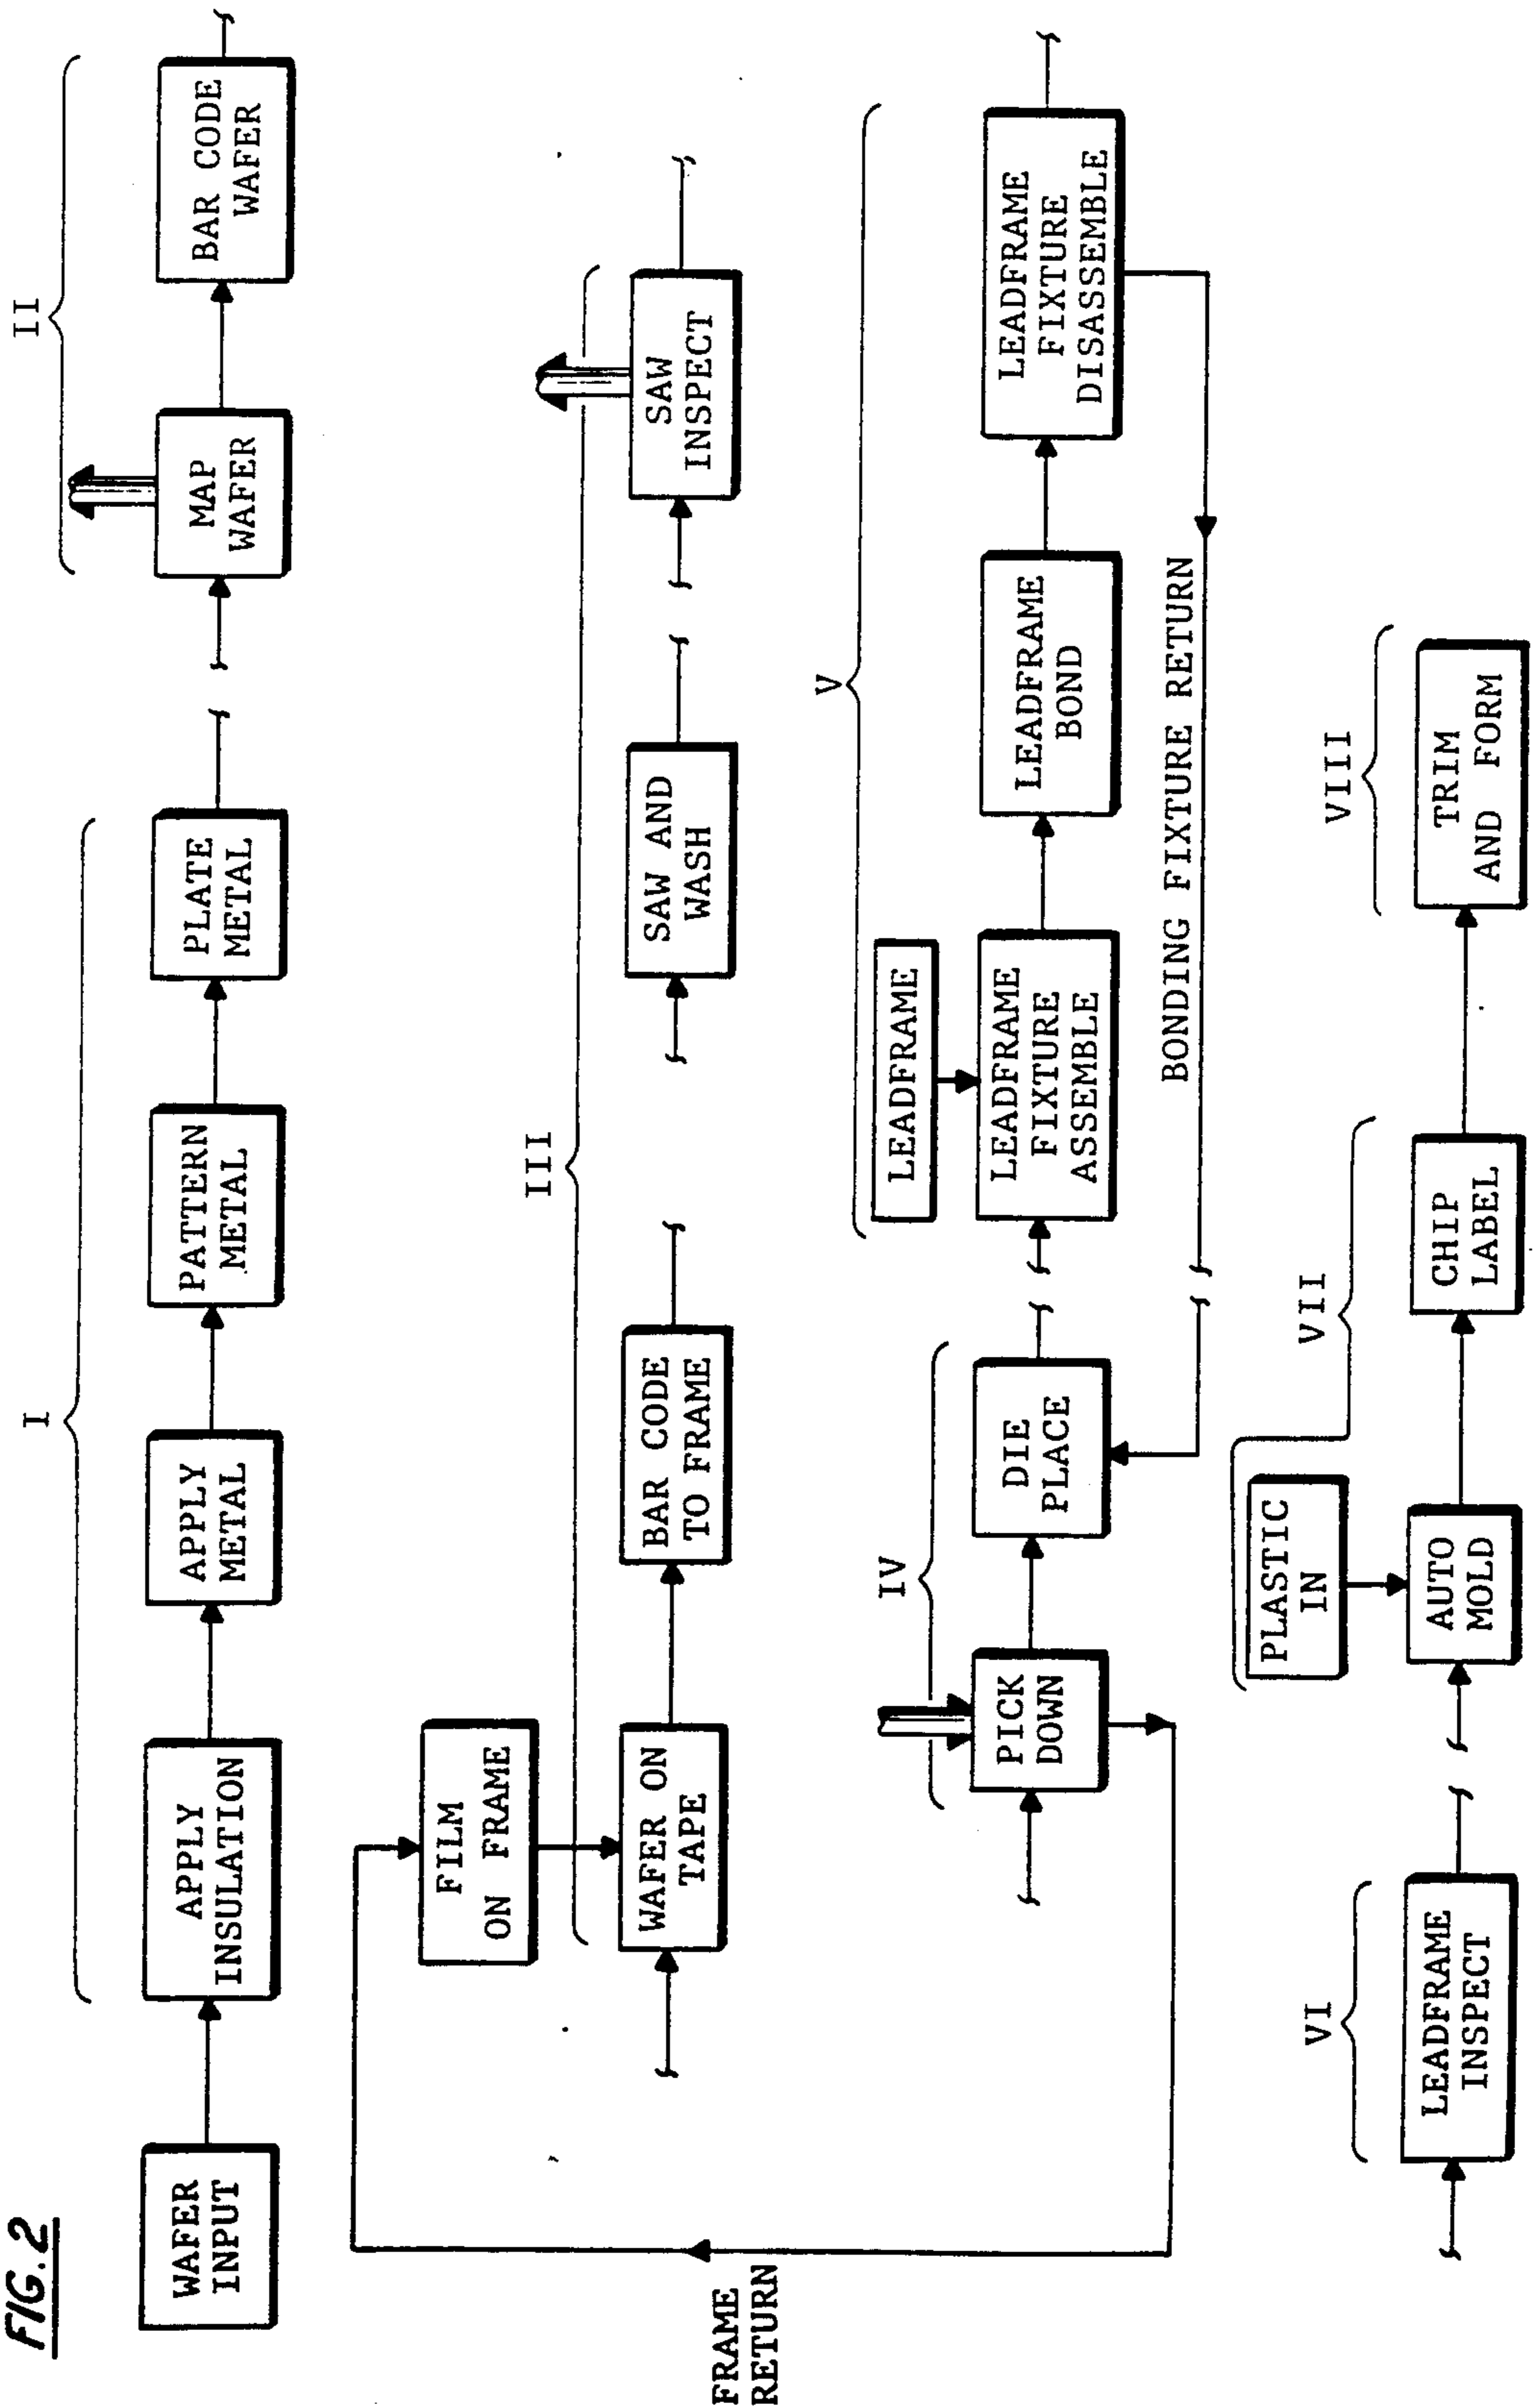 FIG. 2
I
II
WAFER
INPUT
APPLY
INSULATION
APPLY
METAL
PATTERN
METAL
PLATE
METAL
MAP
WAFER
BAR CODE
WAFER
III
FILM
ON FRAME
WAFER ON
TAPE
BAR CODE
TO FRAME
SAW AND
WASH
SAW
INSPECT
FRAME
RETURN
IV
PICK
DOWN
DIE
PLACE
V
LEADFRAME
LEADFRAME
FIXTURE
ASSEMBLE
LEADFRAME
BOND
LEADFRAME
FIXTURE
DISASSEMBLE
BONDING FIXTURE RETURN
VI
LEADFRAME
INSPECT
VII
PLASTIC
IN
AUTO
MOLD
CHIP
LABEL
VIII
TRIM
AND FORM